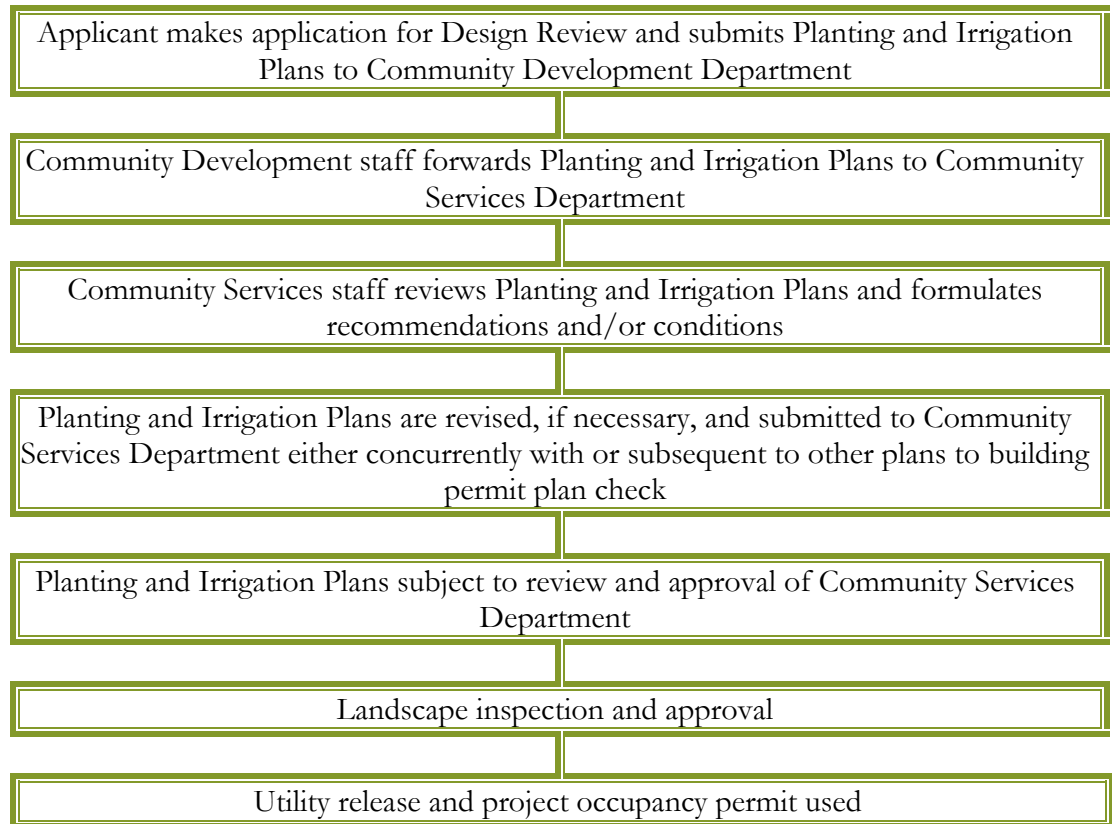 Applicant makes application for Design Review and submits Planting and Irrigation
Plans to Community Development Department
Community Development staff forwards Planting and Irrigation Plans to Community
Services Department
Community Services staff reviews Planting and Irrigation Plans and formulates
recommendations and/or conditions
Planting and Irrigation Plans are revised, if necessary, and submitted to Community
Services Department either concurrently with or subsequent to other plans to building
permit plan check
Planting and Irrigation Plans subject to review and approval of Community Services
Department
Landscape inspection and approval
Utility release and project occupancy permit used